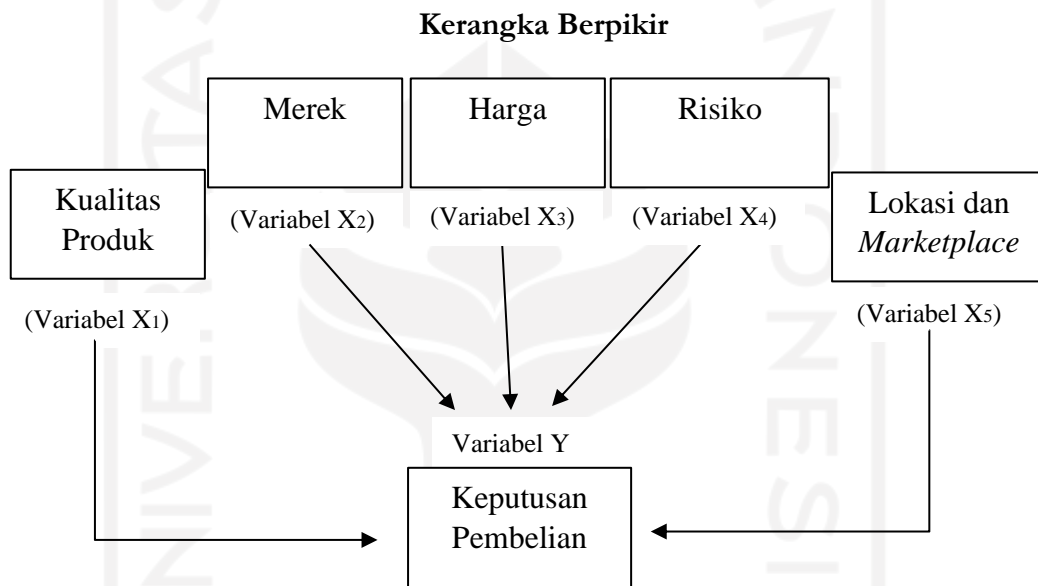 Kerangka Berpikir
Merek
Harga
Risiko
Kualitas
Produk
(Variabel X2)
(Variabel X3)
(Variabel X4)
Lokasi dan
Marketplace
(Variabel X1)
(Variabel X5)
Variabel Y
Keputusan
Pembelian